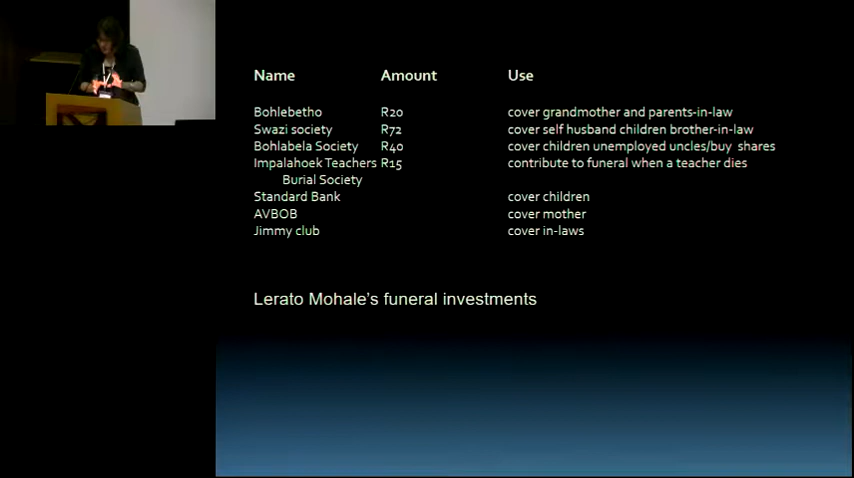 Name Amount Use
Bohlebetho R20 cover grandmother and parents-in-law
Swazi society R72 cover self husband children brother-in-law
Bohlabela Society R40 cover children unemployed uncles/buy shares
Impalahoek Teachers R15 contribute to funeral when a teacher dies
Burial Society
Standard Bank cover children
AVBOB cover mother
Jimmy club cover in-laws
Lerato Mohale's funeral investments